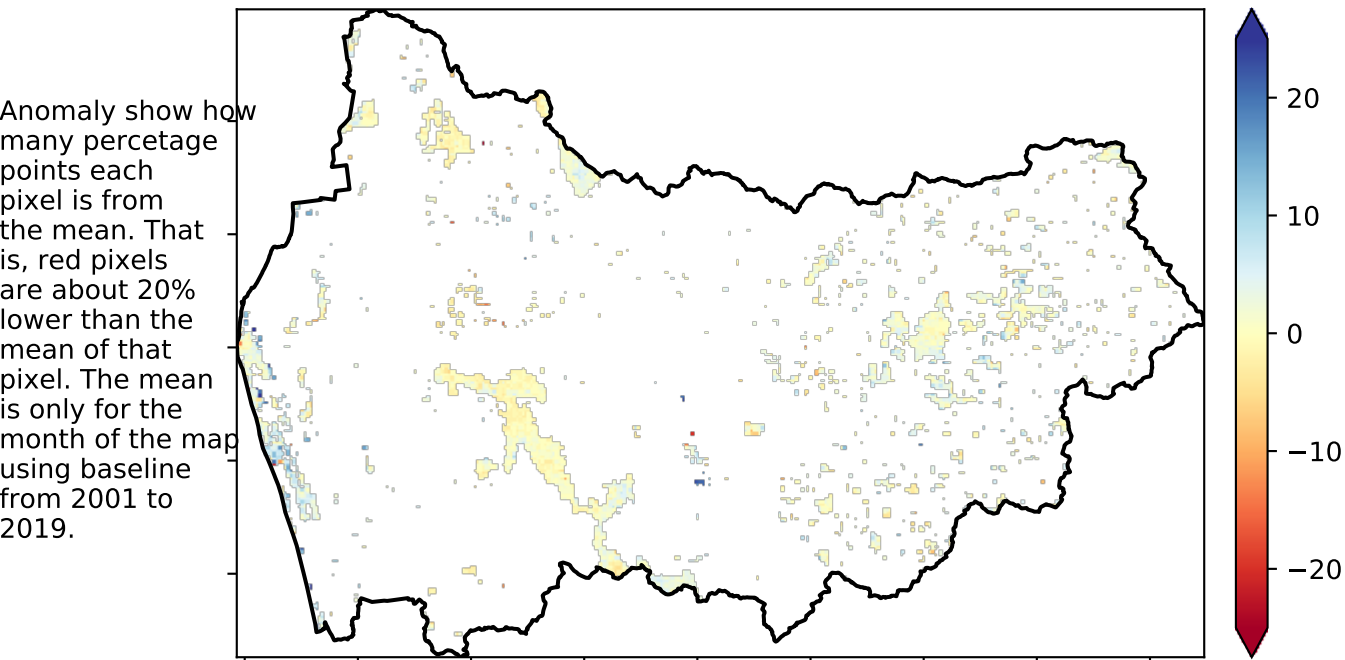 Anomaly show how
many percetage
points each
pixel is from
the mean. That
is, red pixels
are about 20%
lower than the
mean of that
pixel. The mean
is only for the
month of the map
using baseline
from 2001 to
2019.
20
10
0
−10
−20